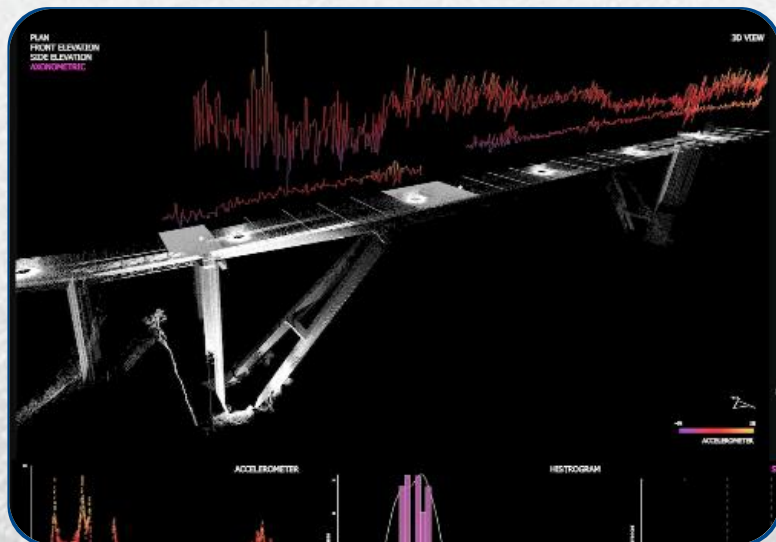 PLAN
FRONT ELEVATION
SIDE ELEVATION
AXONOMETRIC
3D VIEW
ACCELEROMETER
ACCELEROMETER
HISTROGRAM